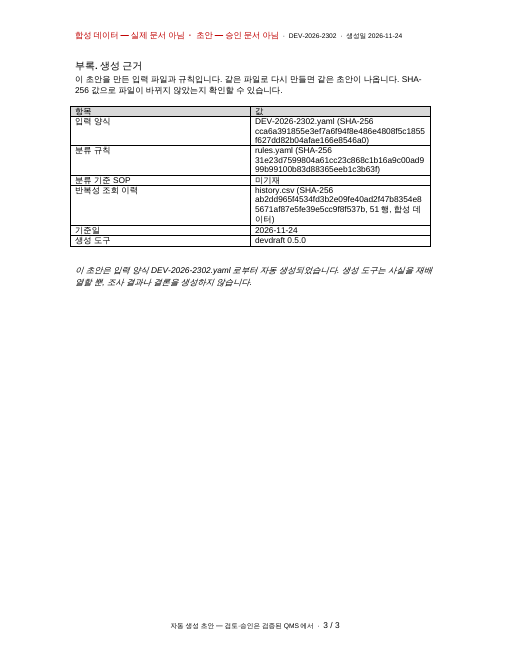 합성 데이터 — 실제 문서 아님 · 초안 — 승인 문서 아님 · DEV-2026-2302 · 생성일 2026-11-24
부록. 생성 근거
이 초안을 만든 입력 파일과 규칙입니다. 같은 파일로 다시 만들면 같은 초안이 나옵니다. SHA-
256 값으로 파일이 바뀌지 않았는지 확인할 수 있습니다.
항목 값
입력 양식 DEV-2026-2302.yaml (SHA-256
cca6a391855e3ef7a6f94f8e486e4808f5c1855
f627dd82b04afae166e8546a0)
분류 규칙 rules.yaml (SHA-256
31e23d7599804a61cc23c868c1b16a9c00ad9
99b99100b83d88365eeb1c3b63f)
분류 기준 SOP 미기재
반복성 조회 이력 history.csv (SHA-256
ab2dd965f4534fd3b2e09fe40ad2f47b8354e8
5671af87e5fe39e5cc9f8f537b, 51 행, 합성 데
이터)
기준일 2026-11-24
생성 도구 devdraft 0.5.0
이 초안은 입력 양식 DEV-2026-2302.yaml 로부터 자동 생성되었습니다. 생성 도구는 사실을 재배
열할 뿐, 조사 결과나 결론을 생성하지 않습니다.
자동 생성 초안 — 검토·승인은 검증된 QMS 에서 · 3 / 3